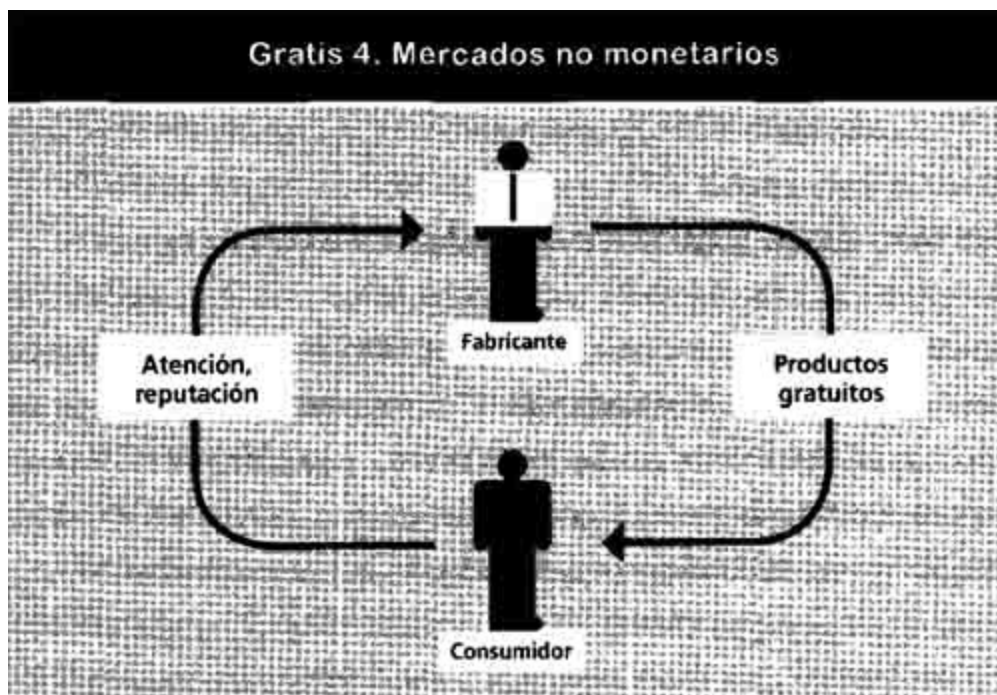 Gratis 4. Mercados no monetarios
Fabricante
Atención,
reputación
Productos
gratuitos
Consumidor